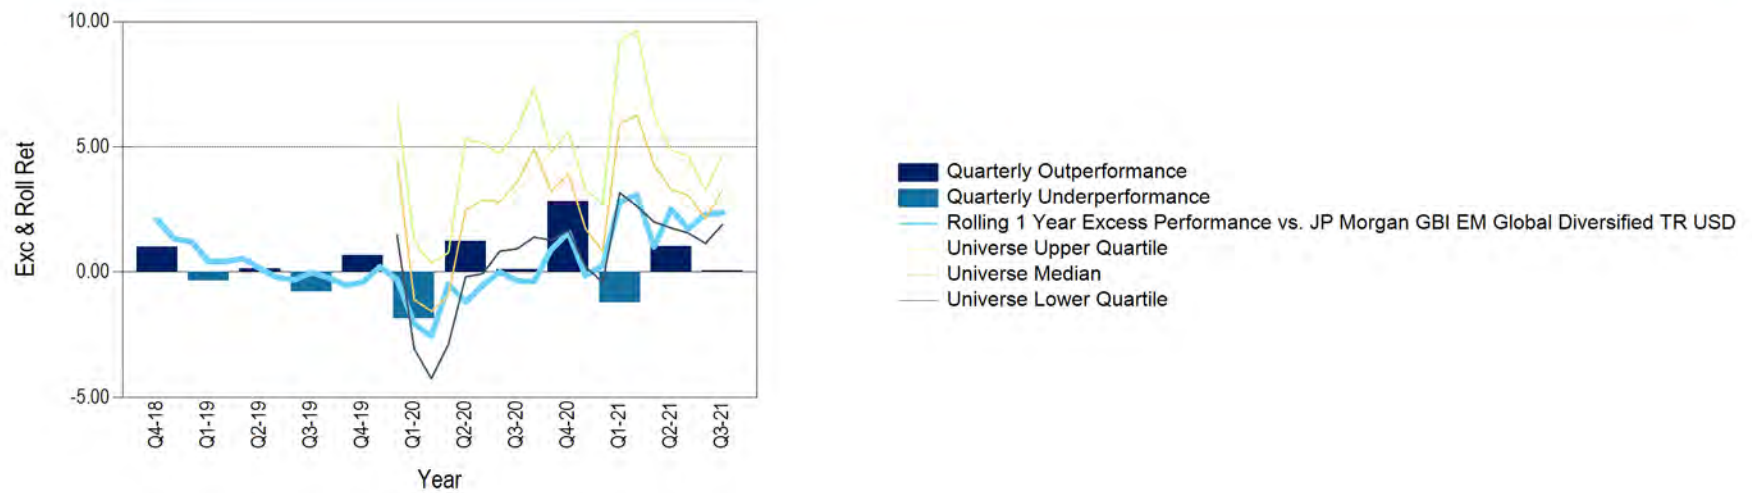 10.00
5.00
0.00
-5.00
Exc & Roll Ret
Q4-18
Q1-19
Q2-19
Q3-19
Q4-19
Q1-20
Q2-20
Q3-20
Q4-20
Q1-21
Q2-21
Q3-21
Year
Quarterly Outperformance
Quarterly Underperformance
Rolling 1 Year Excess Performance vs. JP Morgan GBI EM Global Diversified TR USD
Universe Upper Quartile
Universe Median
Universe Lower Quartile